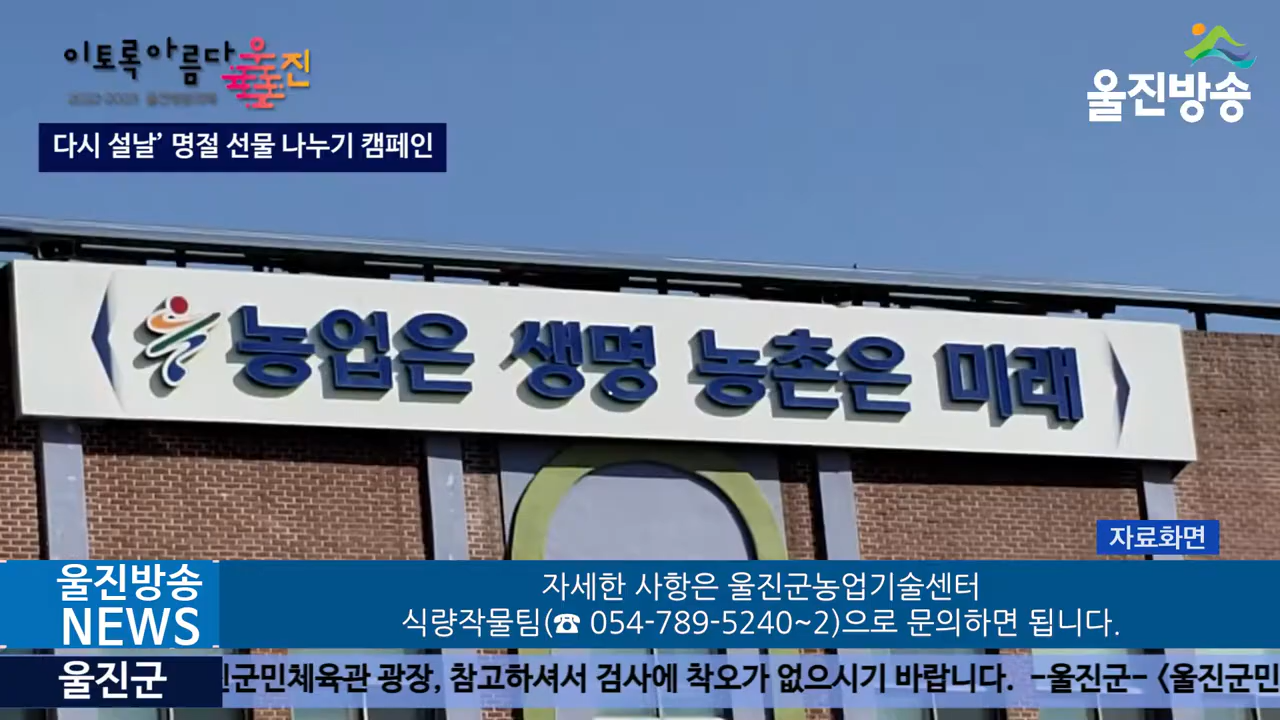 이토록 아름다
울진
울진방송
다시 설날’ 명절 선물 나누기 캠페인
농업은 생명 농촌은 미래
자료화면
울진방송
NEWS
자세한 사항은 울진군농업기술센터
식량작물팀(☎ 054-789-5240~2)으로 문의하면 됩니다.
울진군
진군민체육관 광장, 참고하셔서 검사에 착오가 없으시기 바랍니다. -울진군- <울진군민